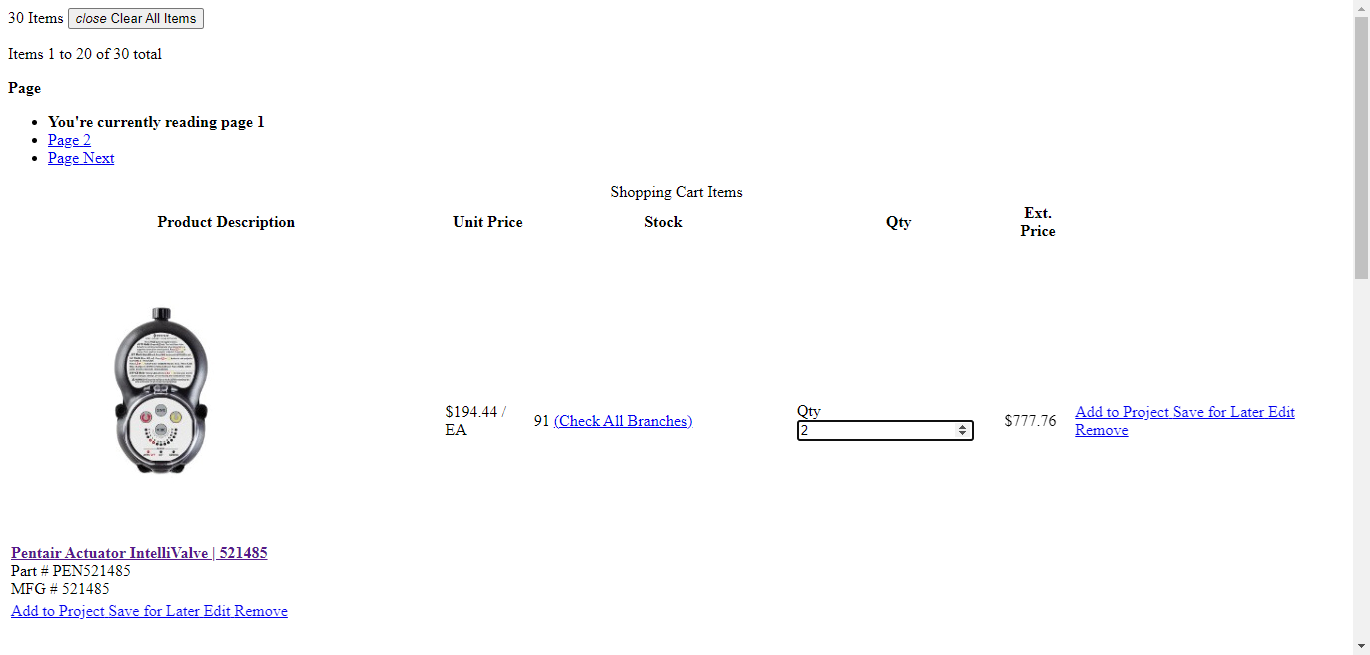 30 Items close Clear All Items
Items 1 to 20 of 30 total
Page
You're currently reading page 1
Page 2
Page Next
Shopping Cart Items
Product Description Unit Price Stock Qty Ext. Price
$194.44 / EA
91 (Check All Branches)
Qty
2
$777.76
Add to Project Save for Later Edit
Remove
Pentair Actuator IntelliValve | 521485
Part # PEN521485
MFG # 521485
Add to Project Save for Later Edit Remove